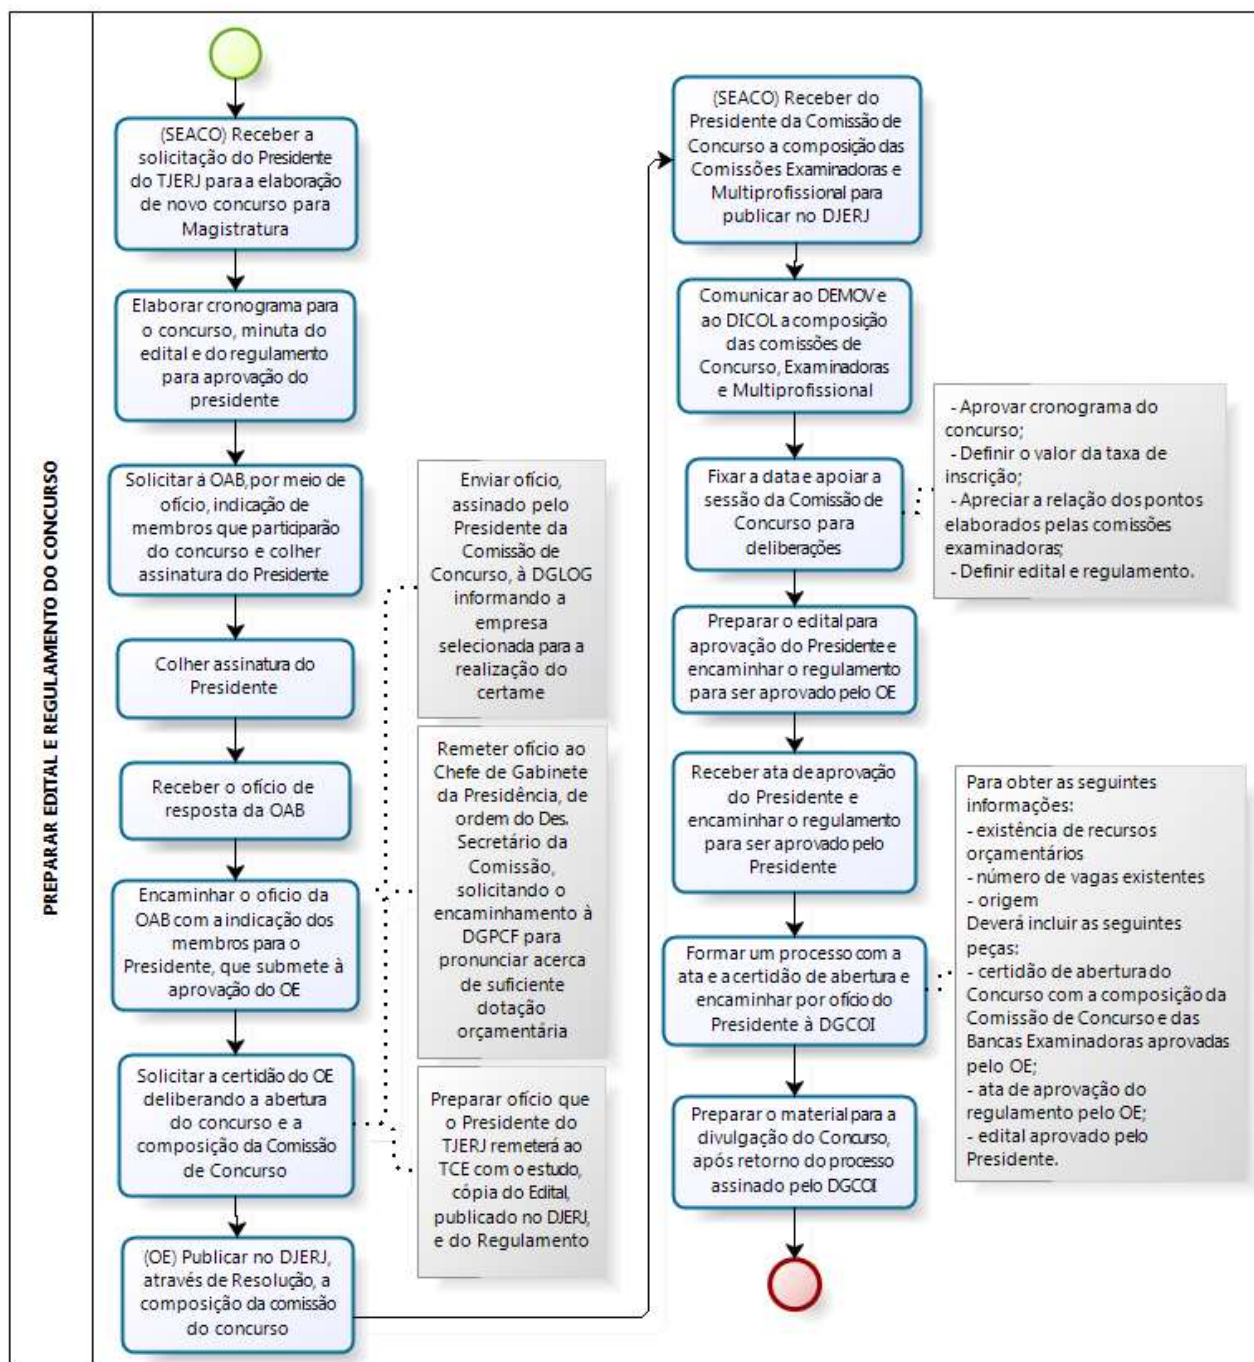 PREPARAR EDITAL E REGULAMENTO DO CONCURSO
(SEACO) Receber a
solicitação do Presidente
do TJERJ para a elaboração
de novo concurso para
Magistratura
Elaborar cronograma para
o concurso, minuta do
edital e do regulamento
para aprovação do
presidente
Solicitar á OAB, por meio de
ofício, indicação de
membros que participarão
do concurso e colher
assinatura do Presidente
Colher assinatura do
Presidente
Receber o ofício de
resposta da OAB
Encaminhar o oficio da
OAB com a indicação dos
membros para o
Presidente, que submete à
aprovação do OE
Solicitar a certidão do OE
deliberando a abertura
do concurso e a
composição da Comissão
de Concurso
(OE) Publicar no DJERJ,
através de Resolução, a
composição da comissão
do concurso
Enviar ofício,
assinado pelo
Presidente da
Comissão de
Concurso, à DGLOG
informando a
empresa
selecionada para a
realização do
certame
Remeter ofício ao
Chefe de Gabinete
da Presidência, de
ordem do Des.
Secretário da
Comissão,
solicitando o
encaminhamento à
DGPCF para
pronunciar acerca
de suficiente
dotação
orçamentária
Preparar ofício que
o Presidente do
TJERJ remeterá ao
TCE com o estudo,
cópia do Edital,
publicado no DJERJ,
e do Regulamento
(SEACO) Receber do
Presidente da Comissão de
Concurso a composição das
Comissões Examinadoras e
Multiprofissional para
publicar no DJERJ
Comunicar ao DEMOV e
ao DICOL a composição
das comissões de
Concurso, Examinadoras
e Multiprofissional
Fixar a data e apoiar a
sessão da Comissão de
Concurso para
deliberações
Preparar o edital para
aprovação do Presidente e
encaminhar o regulamento
para ser aprovado pelo OE
Receber ata de aprovação
do Presidente e
encaminhar o regulamento
para ser aprovado pelo
Presidente
Formar um processo com a
ata e a certidão de abertura e
encaminhar por ofício do
Presidente à DGCOI
Preparar o material para a
divulgação do Concurso,
após retorno do processo
assinado pelo DGCOI
- Aprovar cronograma do
concurso;
- Definir o valor da taxa de
inscrição;
- Apreciar a relação dos pontos
elaborados pelas comissões
examinadoras;
- Definir edital e regulamento.
Para obter as seguintes
informações:
- existência de recursos
orçamentários
- número de vagas existentes
- origem
Deverá incluir as seguintes
peças:
- certidão de abertura do
Concurso com a composição da
Comissão de Concurso e das
Bancas Examinadoras aprovadas
pelo OE;
- ata de aprovação do
regulamento pelo OE;
- edital aprovado pelo
Presidente.